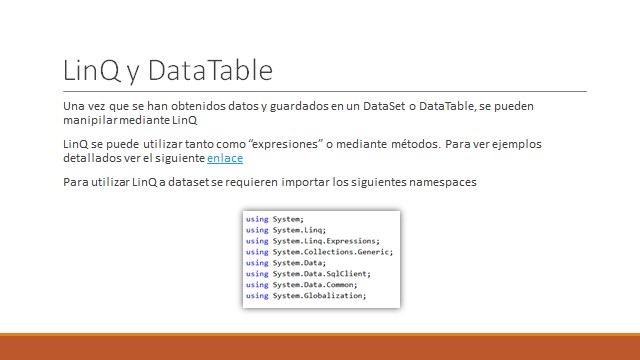 LinQ y DataTable
Una vez que se han obtenidos datos y guardados en un DataSet o DataTable, se pueden
manipilar mediante LinQ
LinQ se puede utilizar tanto como “expresiones” o mediante métodos. Para ver ejemplos
detallados ver el siguiente enlace
Para utilizar LinQ a dataset se requieren importar los siguientes namespaces
using System;
using System.Linq;
using System.Linq.Expressions;
using System.Collections.Generic;
using System.Data;
using System.Data.SqlClient;
using System.Data.Common;
using System.Globalization;